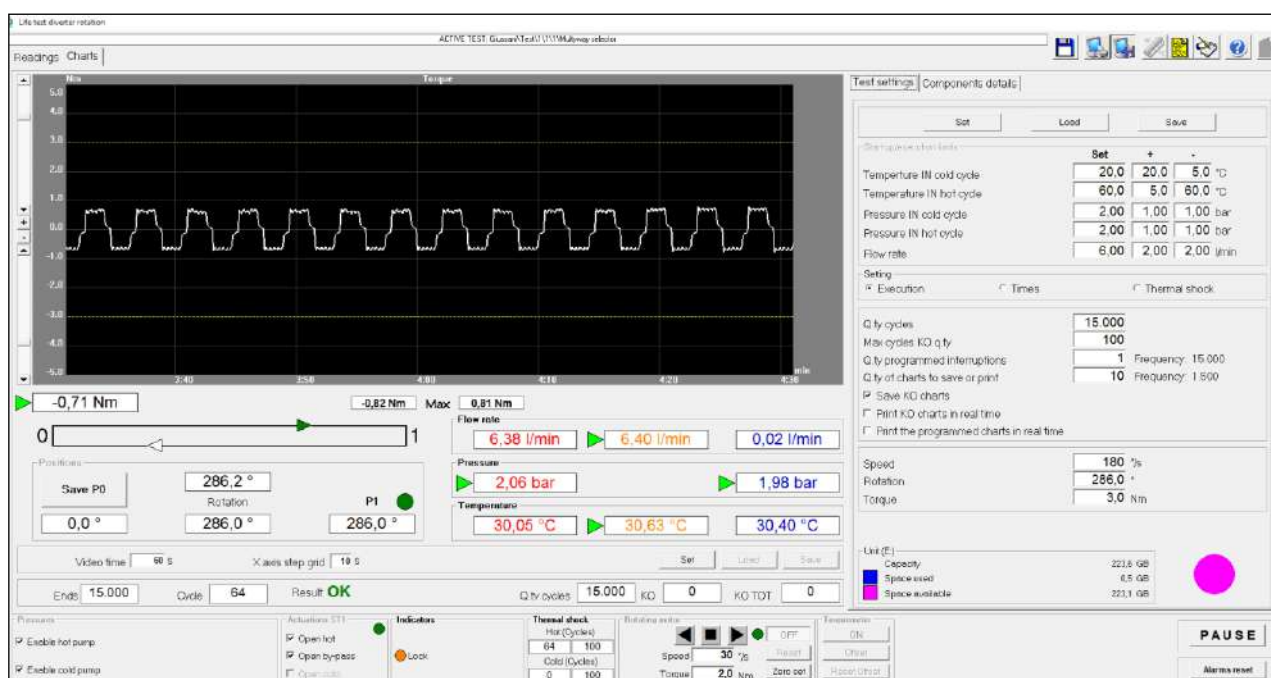 Life test diverter rotation
ACTIVE TEST: Giussani\Test\1\1\1\Multyway selector
Readings Charts
Nm Torque
5.0
4.0
3.0
2.0
1.0
0.0
-1.0
-2.0
-3.0
-4.0
-5.0
3:40 3:50 4:00 4:10 4:20 4:30 min
-0,71 Nm -0,82 Nm Max 0,81 Nm
0 1
Flow rate
6,38 l/min 6,40 l/min 0,02 l/min
Positions
Save P0
286,2 °
Rotation P1
0,0 ° 286,0 ° 286,0 °
Pressure
2,06 bar 1,98 bar
Temperature
30,05 °C 30,63 °C 30,40 °C
Video time 60 S X axes step grid 10 S Set Load Save
Ends 15.000 Cycle 64 Result OK Q.ty cycles 15.000 KO 0 KO TOT 0
Pressures
Enable hot pump
Enable cold pump
Actuations ST1
Open hot
Open by-pass
Open cold
Indicators
Lock
Thermal shock
Hot (Cycles)
64 100
Cold (Cycles)
0 100
Rotating motor
OFF
Speed 30 °/s Reset
Torque 2,0 Nm Zero set
Torsiometer
ON
Offset
Reset Offset
PAUSE
Alarms reset
Test settings Components details
Set Load Save
Set + -
Temperture IN cold cycle 20,0 20,0 5,0 °C
Temperature IN hot cycle 60,0 5,0 60,0 °C
Pressure IN cold cycle 2,00 1,00 1,00 bar
Pressure IN hot cycle 2,00 1,00 1,00 bar
Flow rate 6,00 2,00 2,00 l/min
Seting
Execution Times Thermal shock
Q.ty cycles 15.000
Max cycles KO q.ty 100
Q.ty programmed interruptions 1 Frequency: 15.000
Q.ty of charts to save or print 10 Frequency: 1.500
Save KO charts
Print KO charts in real time
Print the programmed charts in real time
Speed 180 °/s
Rotation 286,0 °
Torque 3,0 Nm
Unit (E:)
Capacity 223,6 GB
Space used 0,5 GB
Space available 223,1 GB